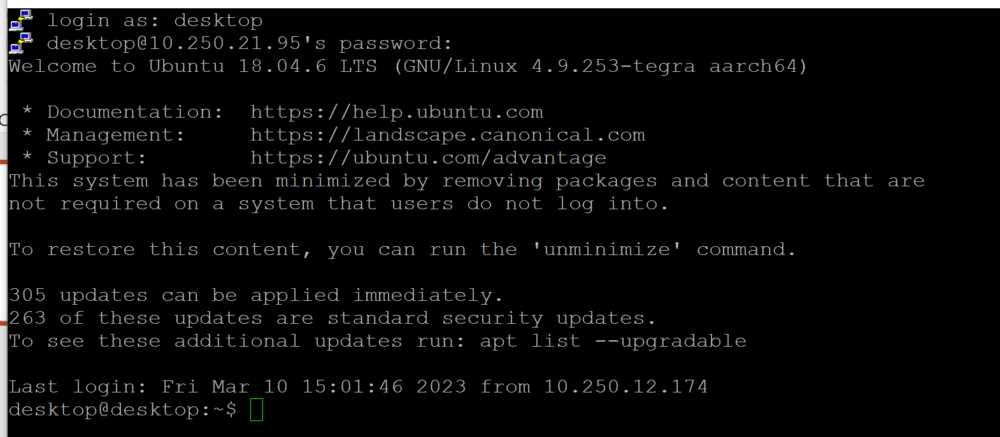 login as: desktop
desktop@10.250.21.95's password:
Welcome to Ubuntu 18.04.6 LTS (GNU/Linux 4.9.253-tegra aarch64)
 * Documentation:  https://help.ubuntu.com
 * Management:     https://landscape.canonical.com
 * Support:        https://ubuntu.com/advantage
This system has been minimized by removing packages and content that are
not required on a system that users do not log into.
To restore this content, you can run the 'unminimize' command.
305 updates can be applied immediately.
263 of these updates are standard security updates.
To see these additional updates run: apt list --upgradable
Last login: Fri Mar 10 15:01:46 2023 from 10.250.12.174
desktop@desktop:~$